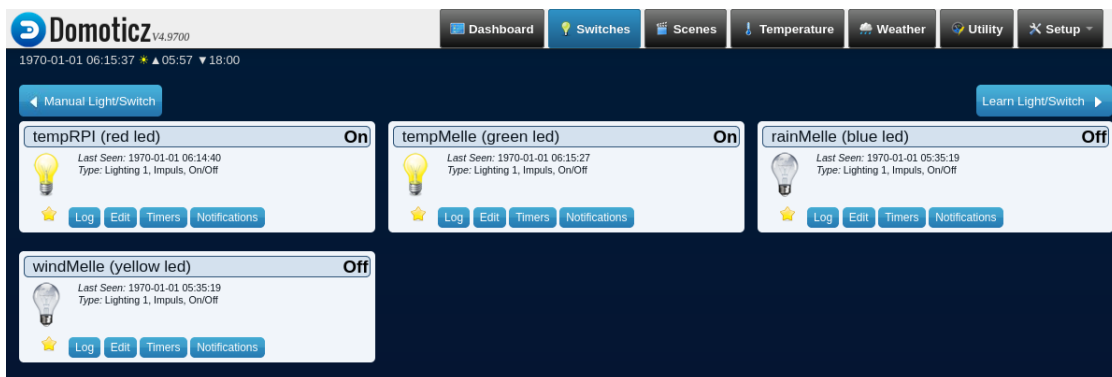 Domoticz V4.9700
Dashboard Switches Scenes Temperature Weather Utility Setup
1970-01-01 06:15:37 ☀ ▲05:57 ▼18:00
Manual Light/Switch
Learn Light/Switch
tempRPI (red led) On
Last Seen: 1970-01-01 06:14:40
Type: Lighting 1, Impuls, On/Off
Log Edit Timers Notifications
tempMelle (green led) On
Last Seen: 1970-01-01 06:15:27
Type: Lighting 1, Impuls, On/Off
Log Edit Timers Notifications
rainMelle (blue led) Off
Last Seen: 1970-01-01 05:35:19
Type: Lighting 1, Impuls, On/Off
Log Edit Timers Notifications
windMelle (yellow led) Off
Last Seen: 1970-01-01 05:35:19
Type: Lighting 1, Impuls, On/Off
Log Edit Timers Notifications